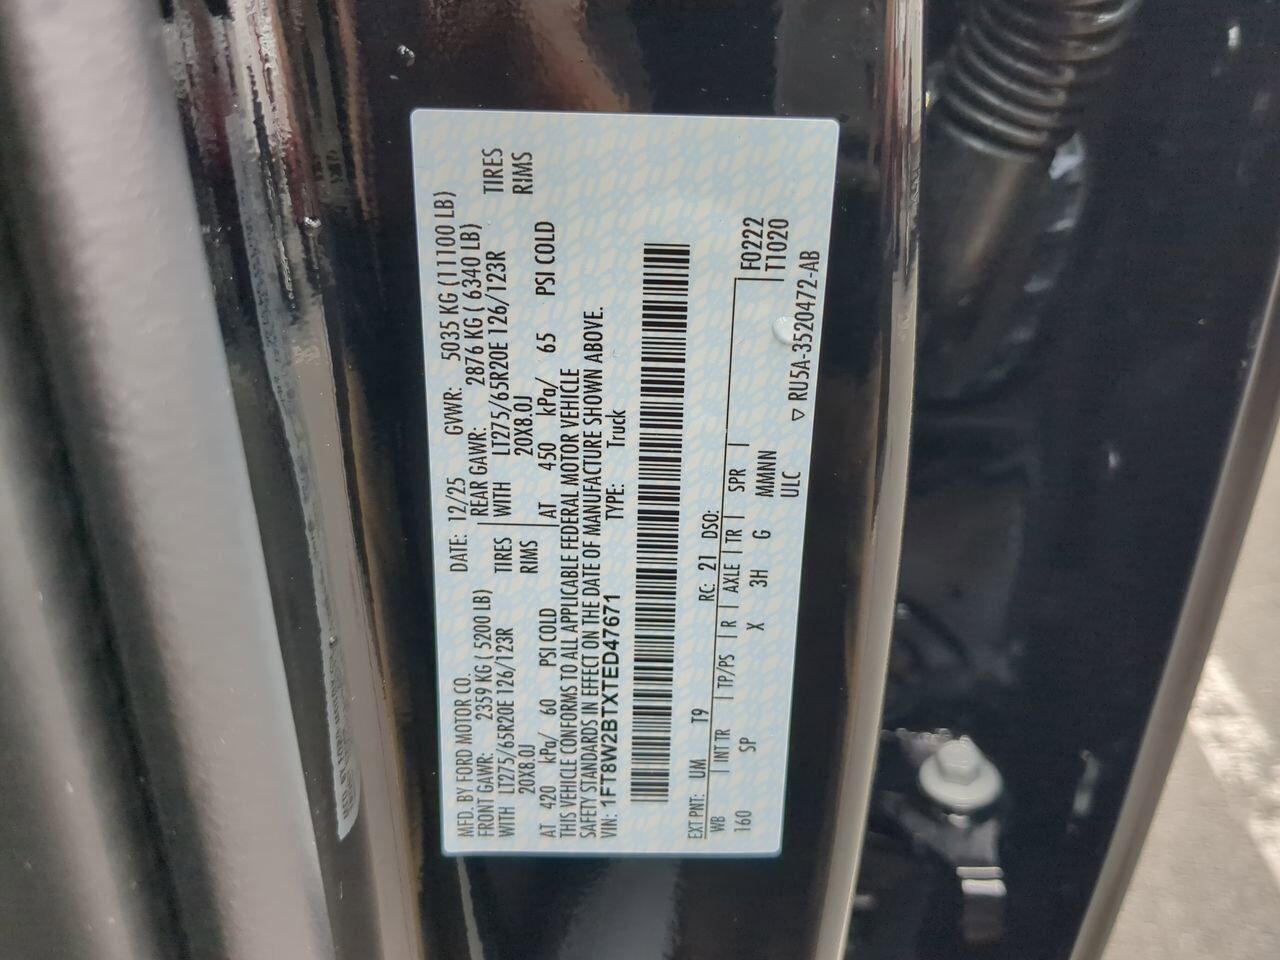 MFD. BY FORD MOTOR CO. DATE: 12/25 GVWR: 5035 KG (11100 LB)
FRONT GAWR: 2359 KG ( 5200 LB) REAR GAWR: 2876 KG ( 6340 LB)
WITH LT275/65R20E 126/123R TIRES WITH LT275/65R20E 126/123R TIRES
20X8.0J RIMS 20X8.0J RIMS
AT 420 kPa/ 60 PSI COLD AT 450 kPa/ 65 PSI COLD
THIS VEHICLE CONFORMS TO ALL APPLICABLE FEDERAL MOTOR VEHICLE
SAFETY STANDARDS IN EFFECT ON THE DATE OF MANUFACTURE SHOWN ABOVE.
VIN: 1FT8W2BTXTED47671 TYPE: Truck
EXT PNT: UM T9 RC: 21 DSO:
WB | INT TR | TP/PS | R | AXLE | TR | SPR | F0222
160 SP X 3H G MMNN T1020
ULC
▽ RU5A-3520472-AB